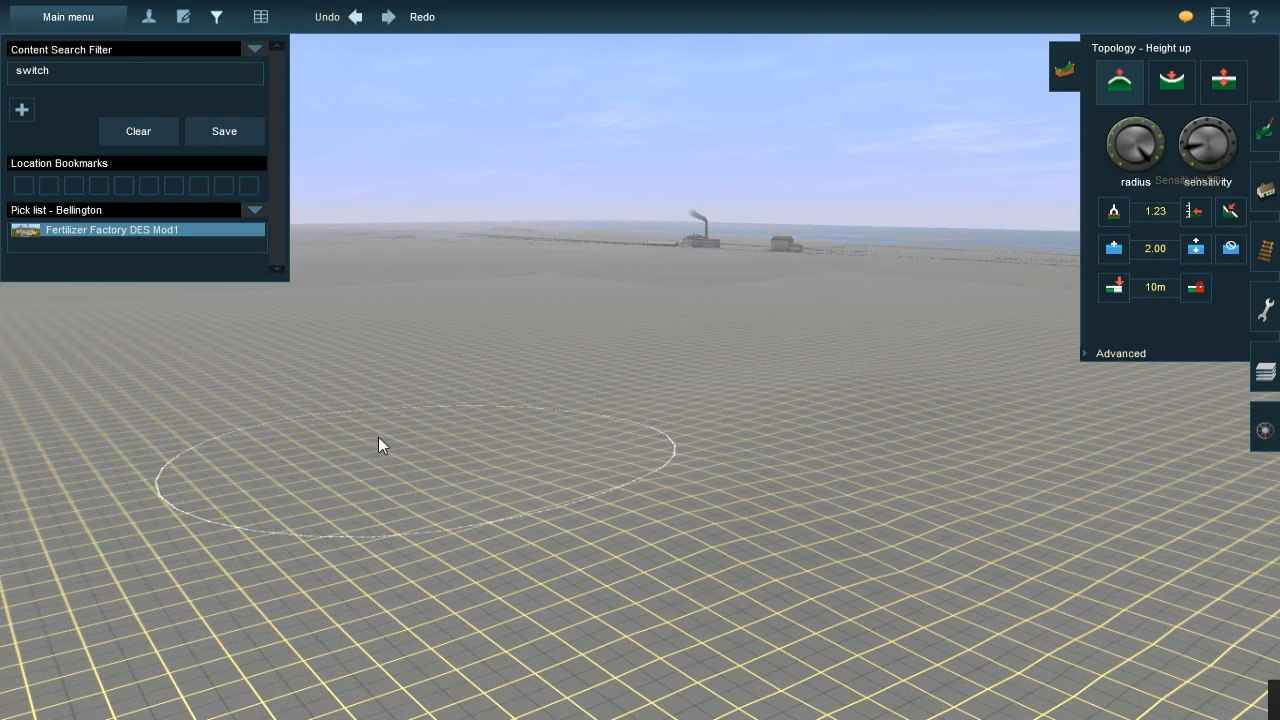 Main menu
Undo
Redo
?
Content Search Filter
switch
Clear
Save
Location Bookmarks
Pick list - Bellington
Fertilizer Factory DES Mod1
Topology - Height up
radius
sensitivity
1.23
2.00
10m
Advanced